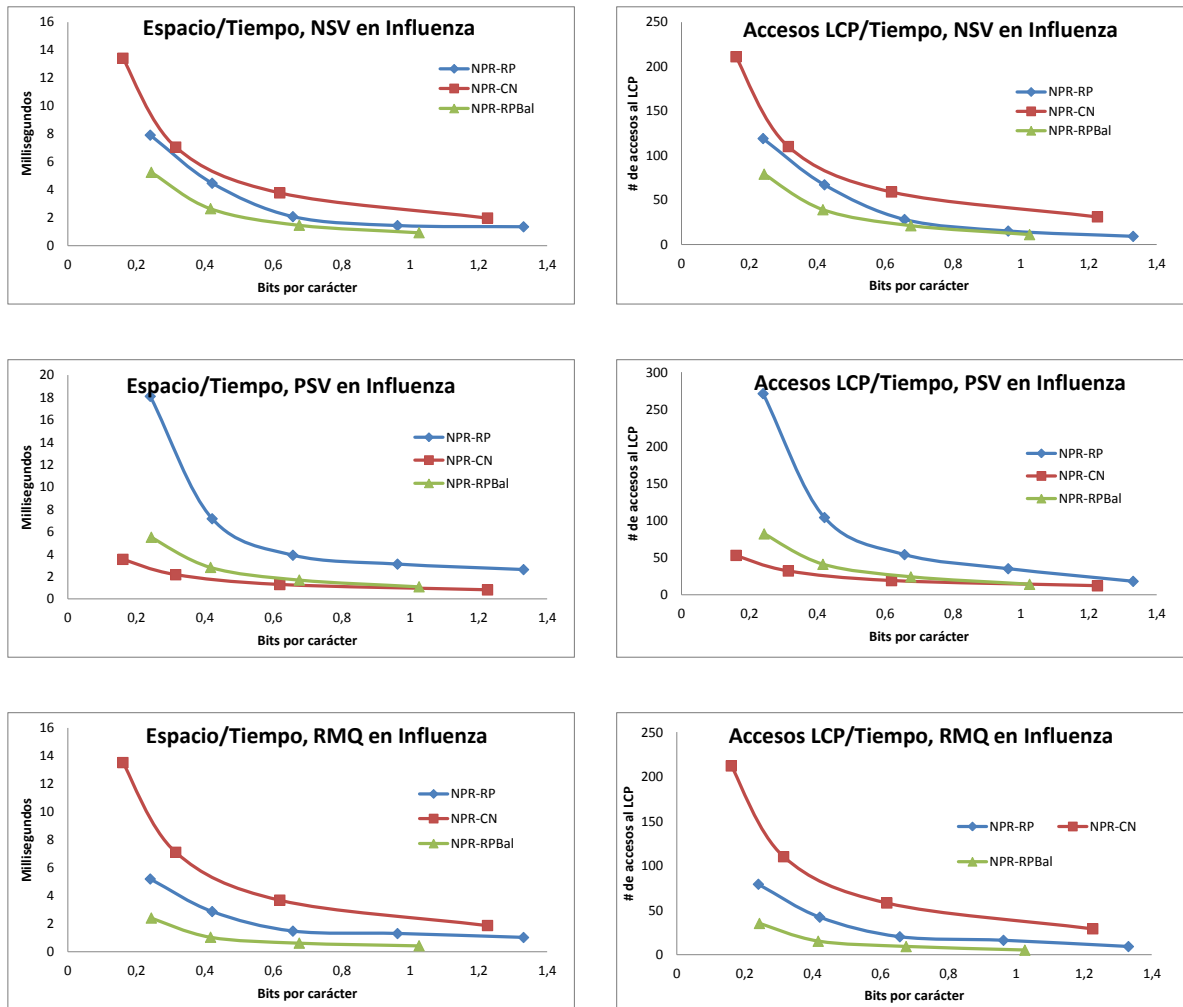 Espacio/Tiempo, NSV en Influenza
16
14
12
10
8
6
4
2
0
Millisegundos
NPR-RP
NPR-CN
NPR-RPBal
0 0,2 0,4 0,6 0,8 1 1,2 1,4
Bits por carácter
Accesos LCP/Tiempo, NSV en Influenza
250
200
150
100
50
0
# de accesos al LCP
NPR-RP
NPR-CN
NPR-RPBal
0 0,2 0,4 0,6 0,8 1 1,2 1,4
Bits por carácter
Espacio/Tiempo, PSV en Influenza
20
18
16
14
12
10
8
6
4
2
0
Millisegundos
NPR-RP
NPR-CN
NPR-RPBal
0 0,2 0,4 0,6 0,8 1 1,2 1,4
Bits por carácter
Accesos LCP/Tiempo, PSV en Influenza
300
250
200
150
100
50
0
# de accesos al LCP
NPR-RP
NPR-CN
NPR-RPBal
0 0,2 0,4 0,6 0,8 1 1,2 1,4
Bits por carácter
Espacio/Tiempo, RMQ en Influenza
16
14
12
10
8
6
4
2
0
Millisegundos
NPR-RP
NPR-CN
NPR-RPBal
0 0,2 0,4 0,6 0,8 1 1,2 1,4
Bits por carácter
Accesos LCP/Tiempo, RMQ en Influenza
250
200
150
100
50
0
# de accesos al LCP
NPR-RP NPR-CN
NPR-RPBal
0 0,2 0,4 0,6 0,8 1 1,2 1,4
Bits por carácter